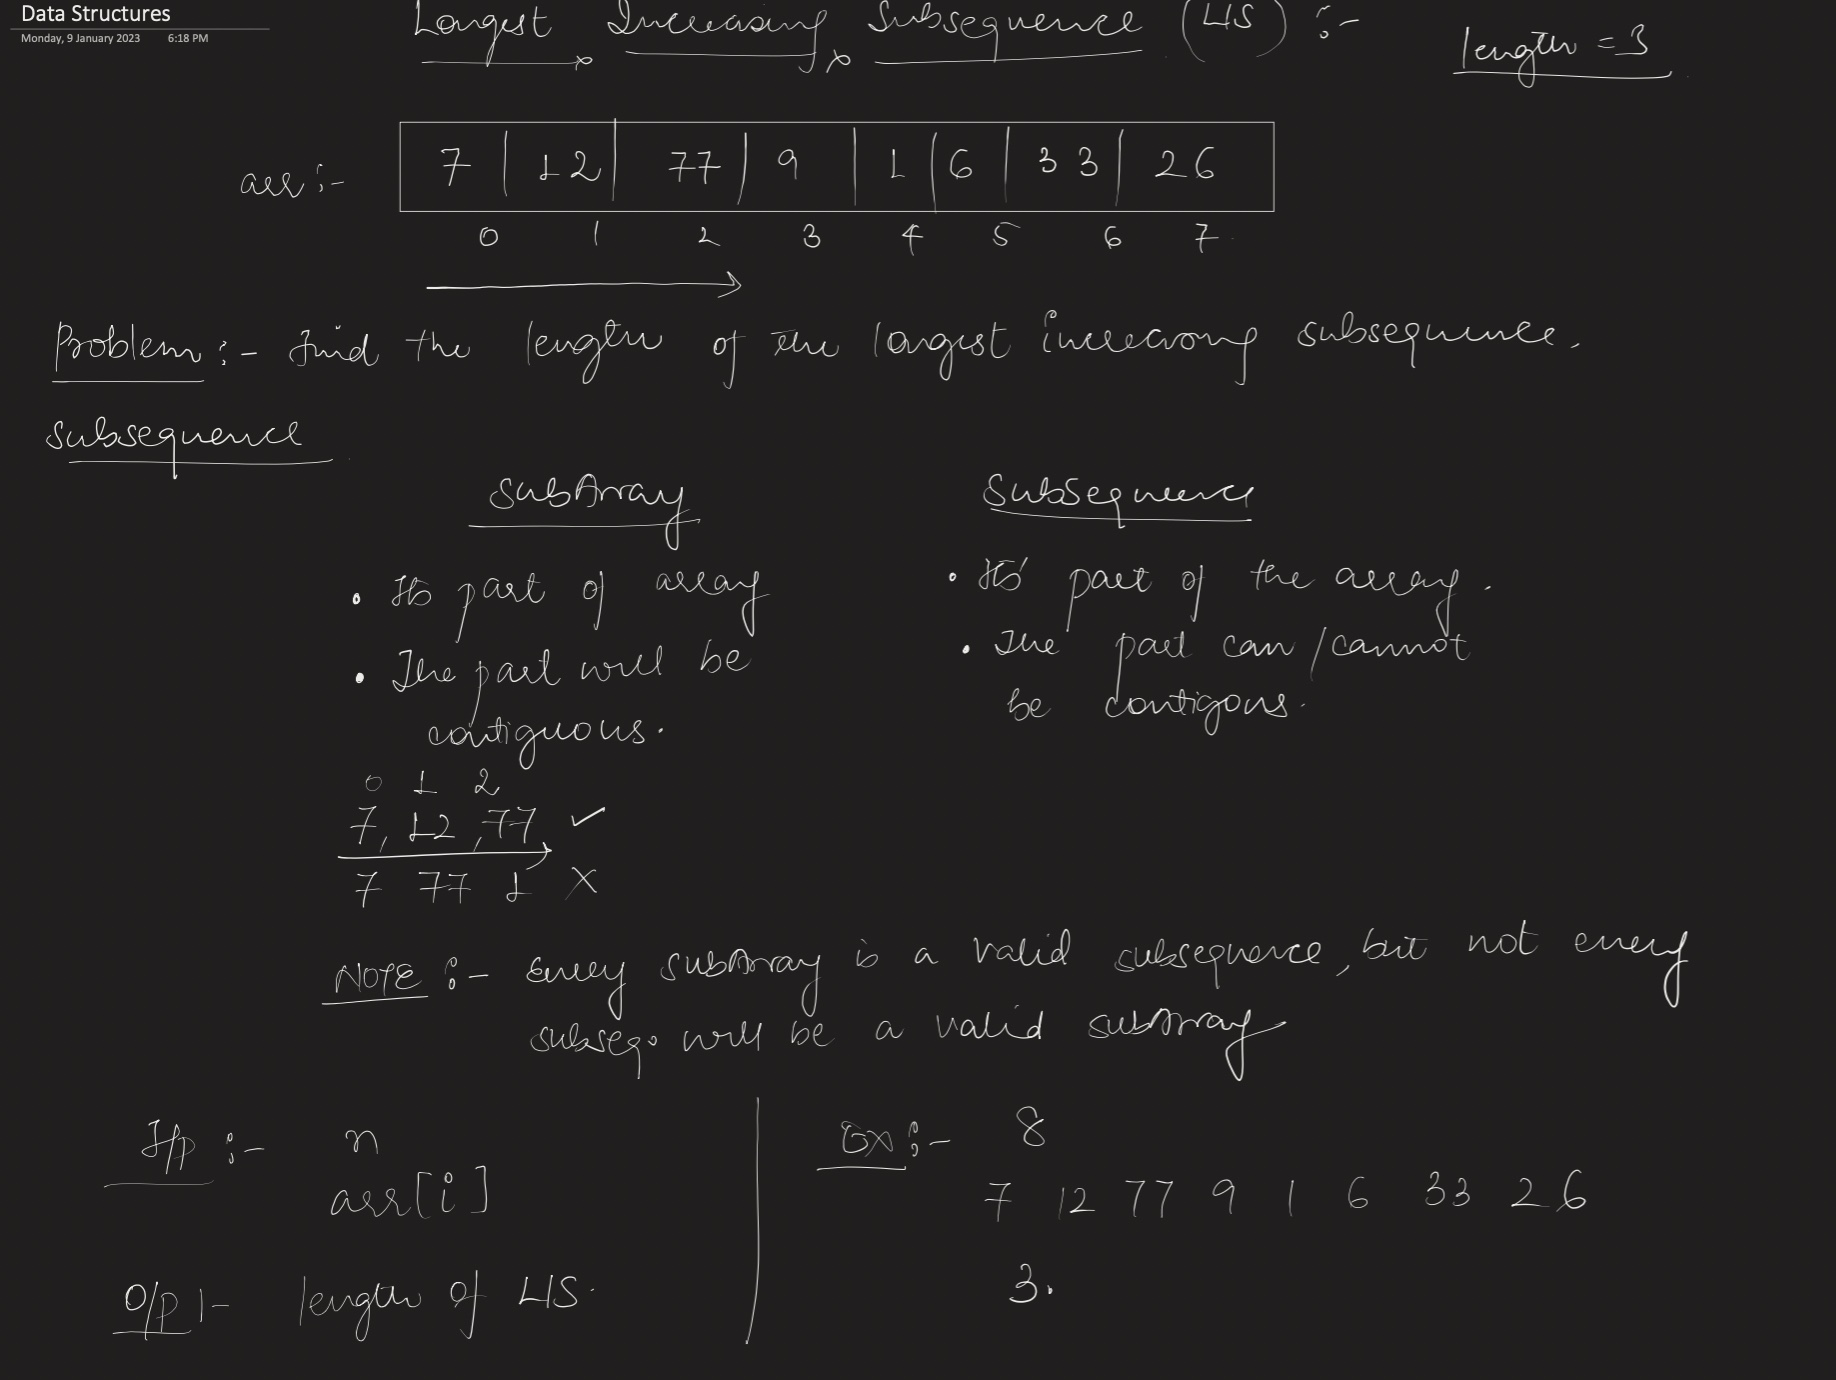 Data Structures
Monday, 9 January 2023 6:18 PM
Longest Increasing Subsequence (LIS) :-
length = 3
arr :- 7 | 12 | 77 | 9 | 1 | 6 | 33 | 26
0 1 2 3 4 5 6 7
Problem :- find the length of the longest increasing subsequence.
subsequence
subArray
Subsequence
• Its part of array
• The part will be
contiguous.
• Its' part of the array.
• The part can / cannot
be contigous.
0 1 2
7, 12, 77 ✓
7 77 1 X
NOTE :- Every subArray is a valid subsequence, but not every
subseq. will be a valid subArray
I/p :- n
arr[i]
O/p :- length of LIS.
Ex :- 8
7 12 77 9 1 6 33 26
3.